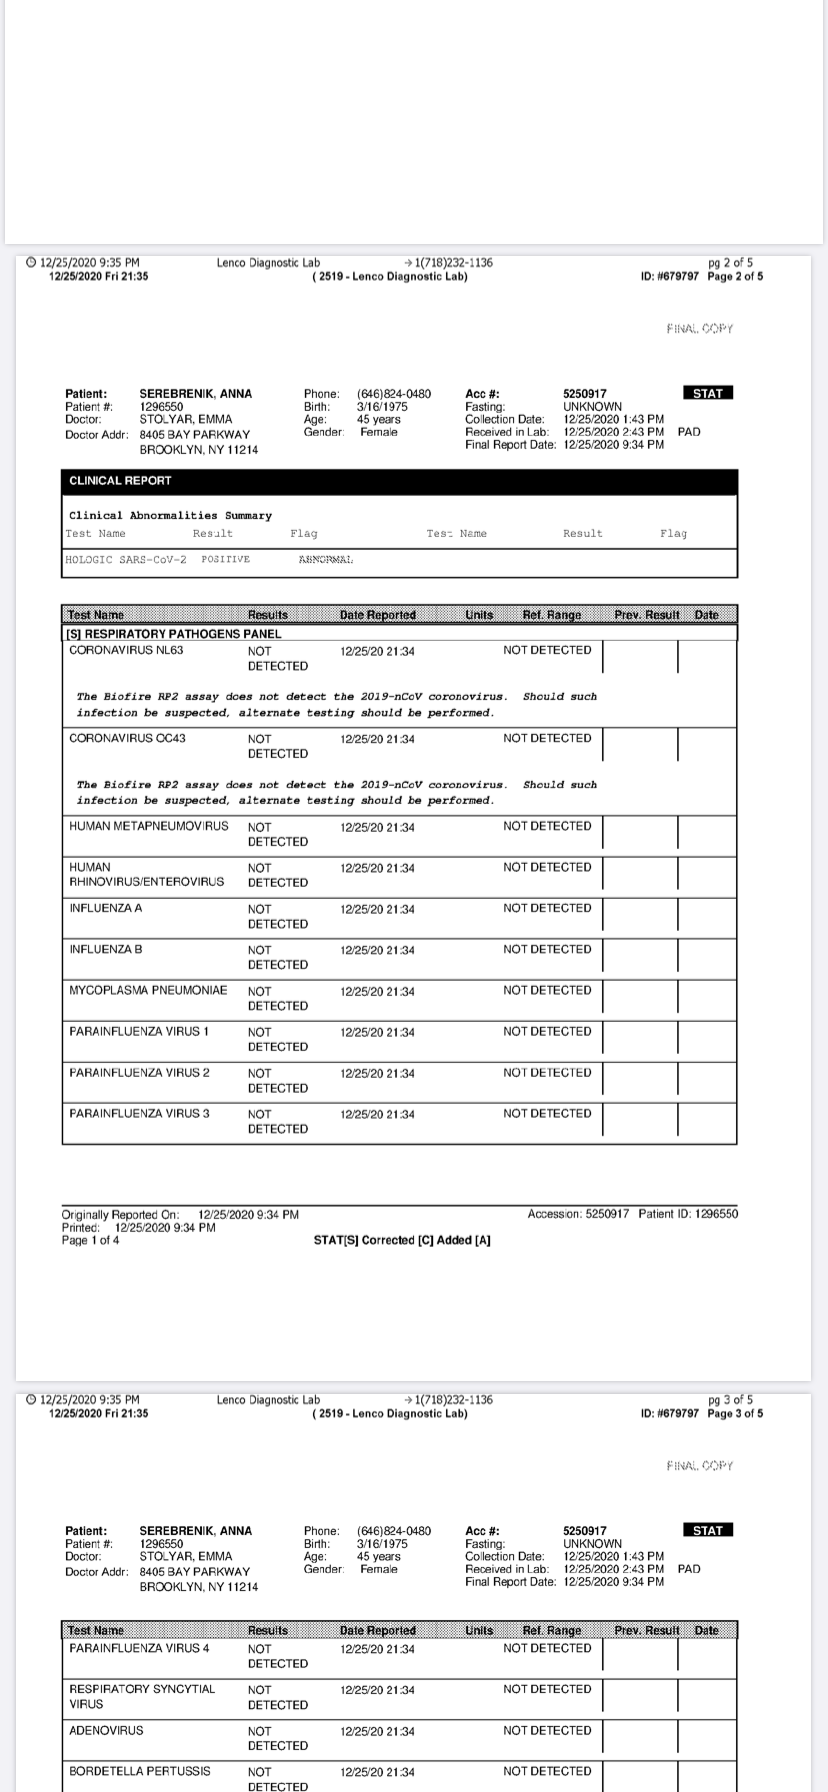 12/25/2020 9:35 PM Lenco Diagnostic Lab →1(718)232-1136 pg 2 of 5
12/25/2020 Fri 21:35 ( 2519 - Lenco Diagnostic Lab) ID: #679797 Page 2 of 5
FINAL COPY
Patient: SEREBRENIK, ANNA Phone: (646)824-0480 Acc #: 5250917 STAT
Patient #: 1296550 Birth: 3/16/1975 Fasting: UNKNOWN
Doctor: STOLYAR, EMMA Age: 45 years Collection Date: 12/25/2020 1:43 PM
Doctor Addr: 8405 BAY PARKWAY Gender: Female Received in Lab: 12/25/2020 2:43 PM PAD
BROOKLYN, NY 11214 Final Report Date: 12/25/2020 9:34 PM
CLINICAL REPORT
Clinical Abnormalities Summary
Test Name Result Flag Test Name Result Flag
HOLOGIC SARS-CoV-2 POSITIVE ABNORMAL
Test Name Results Date Reported Units Ref. Range Prev. Result Date
[S] RESPIRATORY PATHOGENS PANEL
CORONAVIRUS NL63 NOT 12/25/20 21:34 NOT DETECTED
DETECTED
The Biofire RP2 assay does not detect the 2019-nCoV coronovirus. Should such
infection be suspected, alternate testing should be performed.
CORONAVIRUS OC43 NOT 12/25/20 21:34 NOT DETECTED
DETECTED
The Biofire RP2 assay does not detect the 2019-nCoV coronovirus. Should such
infection be suspected, alternate testing should be performed.
HUMAN METAPNEUMOVIRUS NOT 12/25/20 21:34 NOT DETECTED
DETECTED
HUMAN NOT 12/25/20 21:34 NOT DETECTED
RHINOVIRUS/ENTEROVIRUS DETECTED
INFLUENZA A NOT 12/25/20 21:34 NOT DETECTED
DETECTED
INFLUENZA B NOT 12/25/20 21:34 NOT DETECTED
DETECTED
MYCOPLASMA PNEUMONIAE NOT 12/25/20 21:34 NOT DETECTED
DETECTED
PARAINFLUENZA VIRUS 1 NOT 12/25/20 21:34 NOT DETECTED
DETECTED
PARAINFLUENZA VIRUS 2 NOT 12/25/20 21:34 NOT DETECTED
DETECTED
PARAINFLUENZA VIRUS 3 NOT 12/25/20 21:34 NOT DETECTED
DETECTED
Originally Reported On: 12/25/2020 9:34 PM Accession: 5250917 Patient ID: 1296550
Printed: 12/25/2020 9:34 PM
Page 1 of 4 STAT[S] Corrected [C] Added [A]
12/25/2020 9:35 PM Lenco Diagnostic Lab →1(718)232-1136 pg 3 of 5
12/25/2020 Fri 21:35 ( 2519 - Lenco Diagnostic Lab) ID: #679797 Page 3 of 5
FINAL COPY
Patient: SEREBRENIK, ANNA Phone: (646)824-0480 Acc #: 5250917 STAT
Patient #: 1296550 Birth: 3/16/1975 Fasting: UNKNOWN
Doctor: STOLYAR, EMMA Age: 45 years Collection Date: 12/25/2020 1:43 PM
Doctor Addr: 8405 BAY PARKWAY Gender: Female Received in Lab: 12/25/2020 2:43 PM PAD
BROOKLYN, NY 11214 Final Report Date: 12/25/2020 9:34 PM
Test Name Results Date Reported Units Ref. Range Prev. Result Date
PARAINFLUENZA VIRUS 4 NOT 12/25/20 21:34 NOT DETECTED
DETECTED
RESPIRATORY SYNCYTIAL NOT 12/25/20 21:34 NOT DETECTED
VIRUS DETECTED
ADENOVIRUS NOT 12/25/20 21:34 NOT DETECTED
DETECTED
BORDETELLA PERTUSSIS NOT 12/25/20 21:34 NOT DETECTED
DETECTED